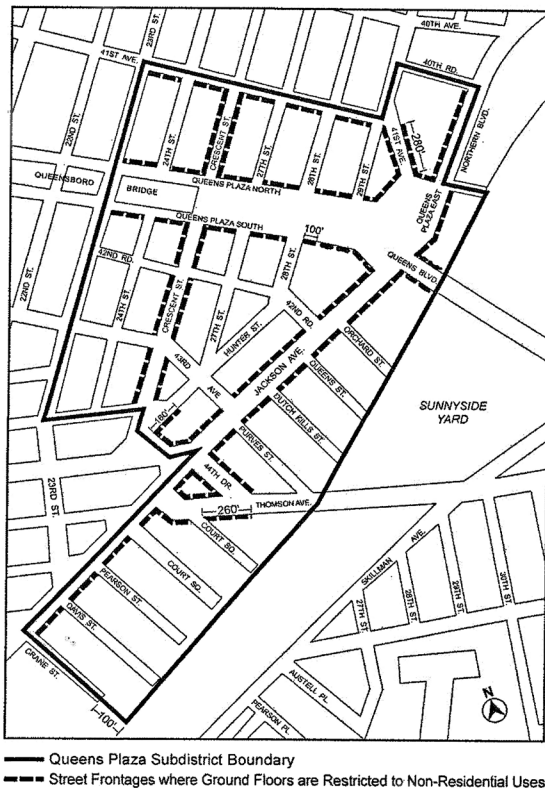 40TH AVE.
23RD ST.
41ST AVE.
40TH RD.
22ND ST.
24TH ST.
CRESCENT ST.
27TH ST.
28TH ST.
29TH ST.
41ST AVE.
280'
NORTHERN BLVD.
QUEENSBORO
BRIDGE
QUEENS PLAZA NORTH
QUEENS PLAZA EAST
QUEENS PLAZA SOUTH
100'
QUEENS BLVD.
42ND RD.
28TH ST.
22ND ST.
24TH ST.
CRESCENT ST.
27TH ST.
HUNTER ST.
42ND RD.
43RD
AVE
JACKSON AVE.
ORCHARD ST.
QUEENS ST.
DUTCH KILLS ST.
PURVES ST.
SUNNYSIDE
YARD
160'
44TH DR.
23RD ST.
THOMSON AVE.
260'
COURT SQ.
COURT SQ.
PEARSON ST.
DAVIS ST.
CRANE ST.
100'
SKILLMAN AVE
27TH ST.
28TH ST.
29TH ST.
30TH ST.
AUSTELL PL.
PEARSON PL.
N
Queens Plaza Subdistrict Boundary
Street Frontages where Ground Floors are Restricted to Non-Residential Uses